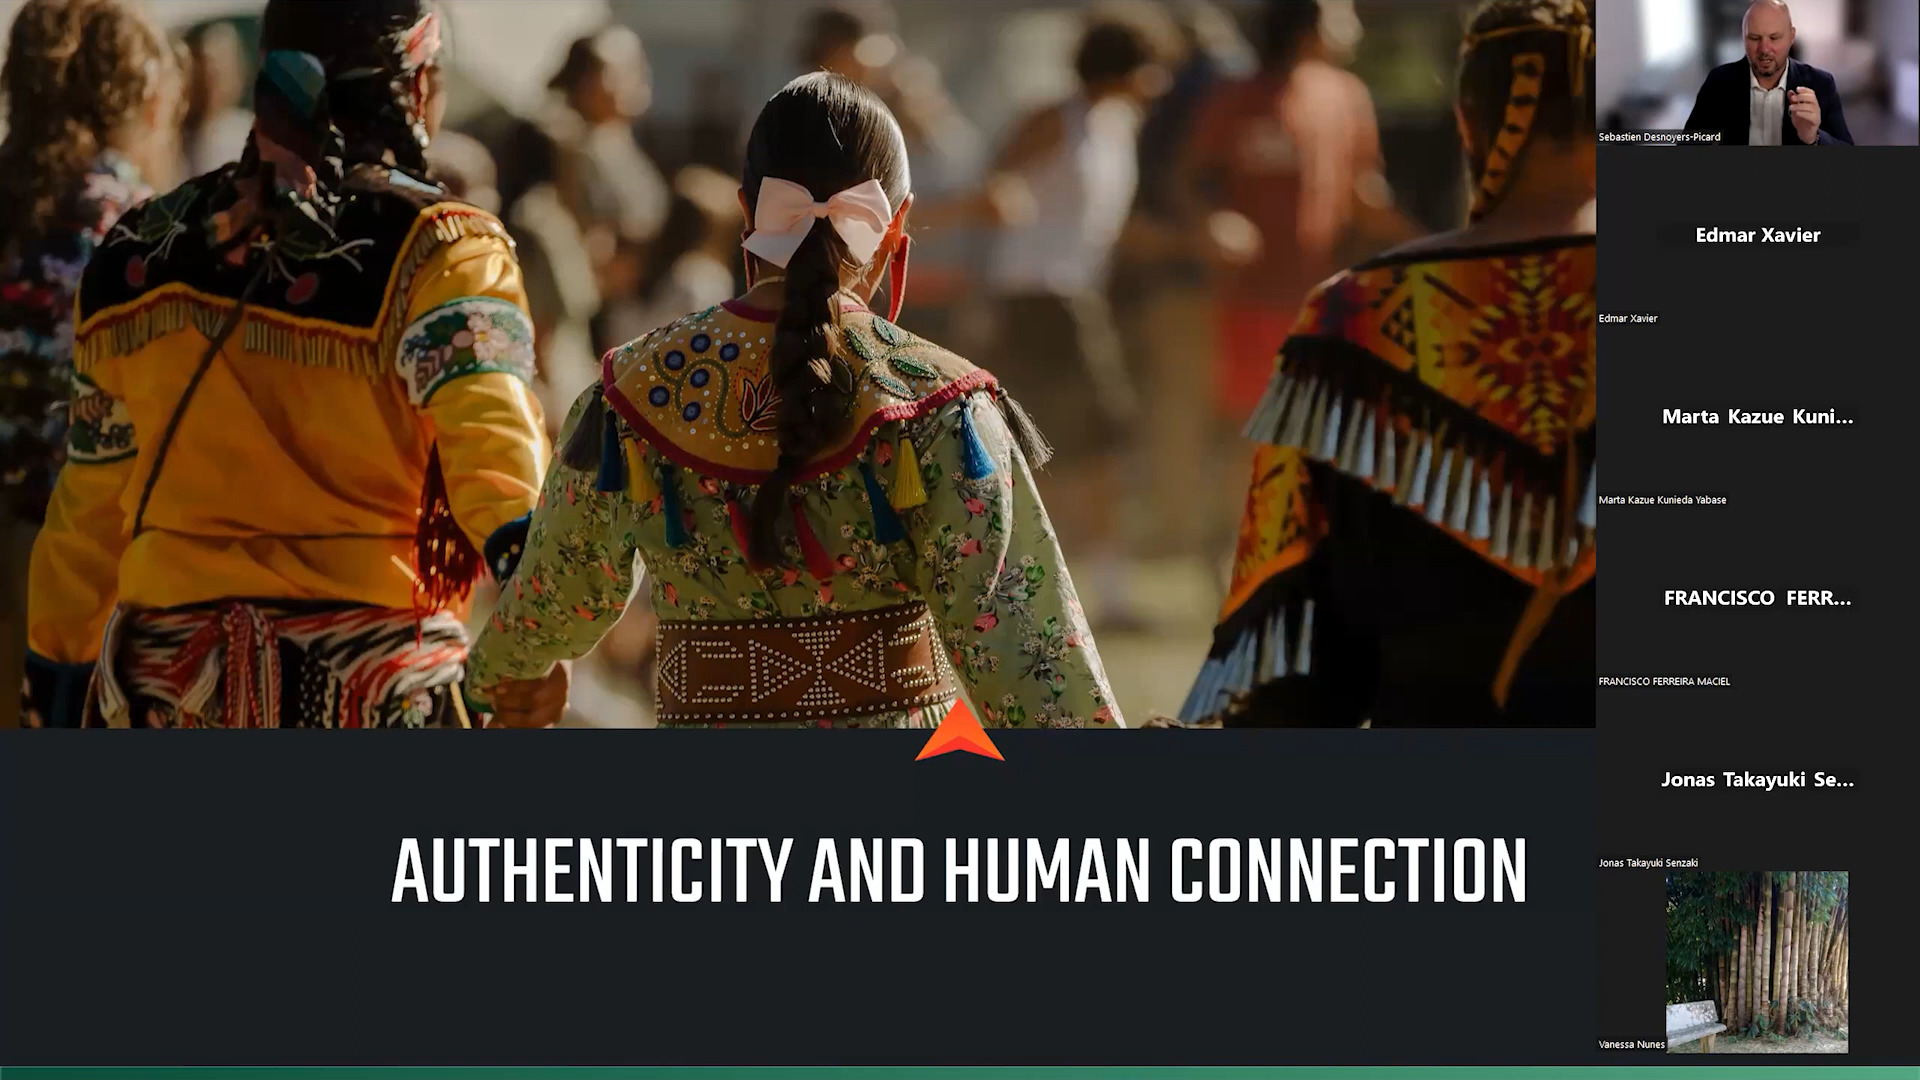 AUTHENTICITY AND HUMAN CONNECTION
Sebastien Desnoyers-Picard
Edmar Xavier
Edmar Xavier
Marta Kazue Kuni...
Marta Kazue Kunieda Yabase
FRANCISCO FERR...
FRANCISCO FERREIRA MACIEL
Jonas Takayuki Se...
Jonas Takayuki Senzaki
Vanessa Nunes